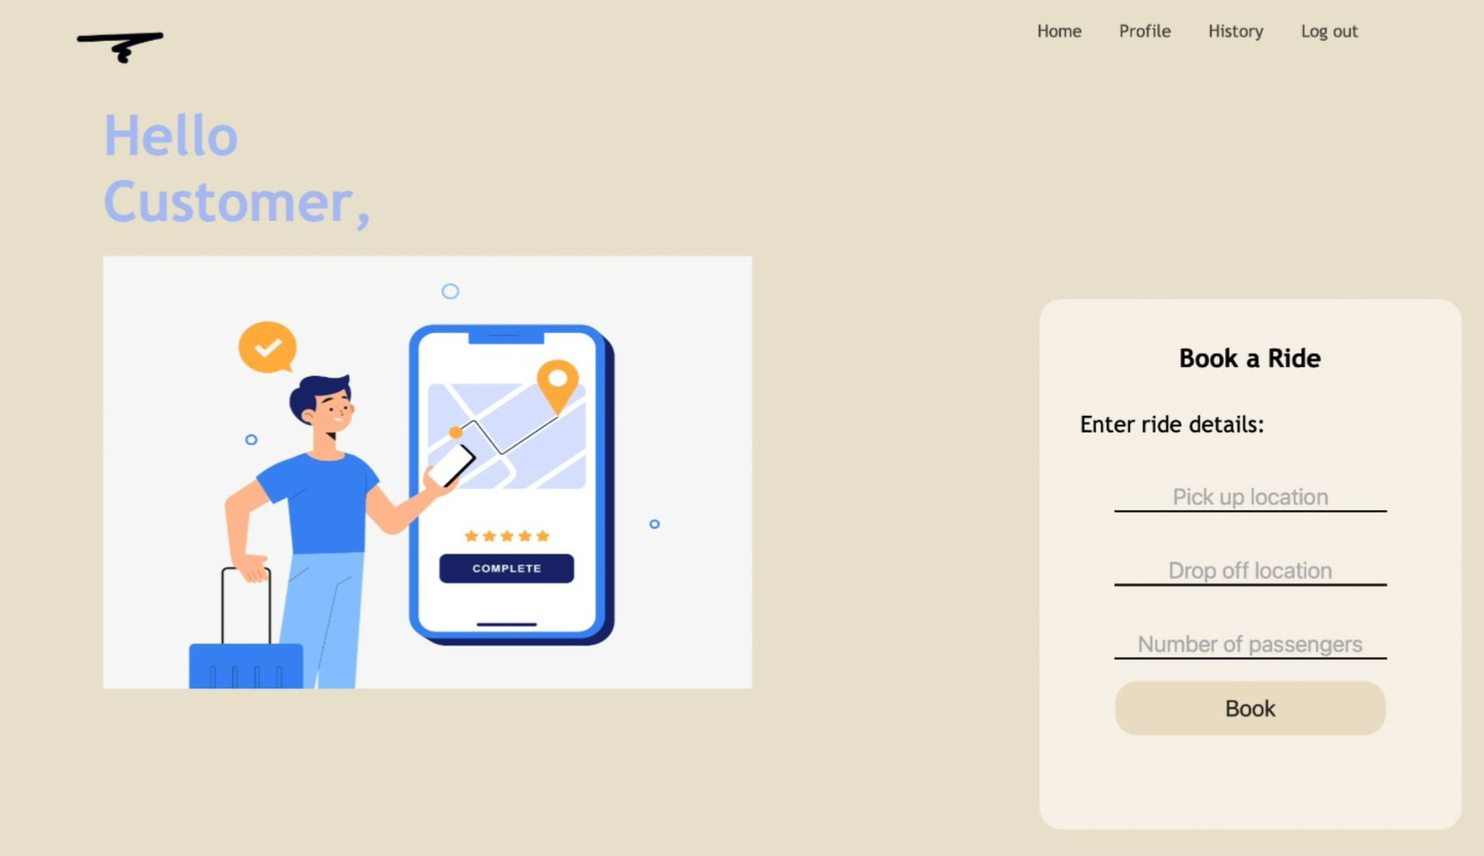 Home Profile History Log out
Hello
Customer,
COMPLETE
Book a Ride
Enter ride details:
Pick up location
Drop off location
Number of passengers
Book